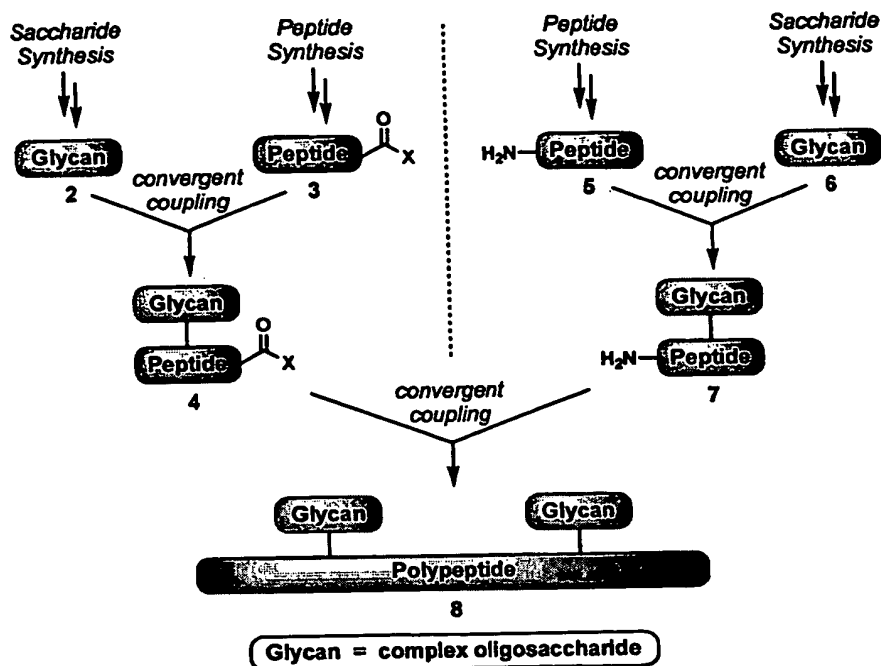 Saccharide
Synthesis
Peptide
Synthesis
Peptide
Synthesis
Saccharide
Synthesis
Glycan
2
Peptide
O
X
3
H₂N
Peptide
5
Glycan
6
convergent
coupling
convergent
coupling
Glycan
Peptide
O
X
4
Glycan
H₂N
Peptide
7
convergent
coupling
Glycan
Glycan
Polypeptide
8
Glycan = complex oligosaccharide